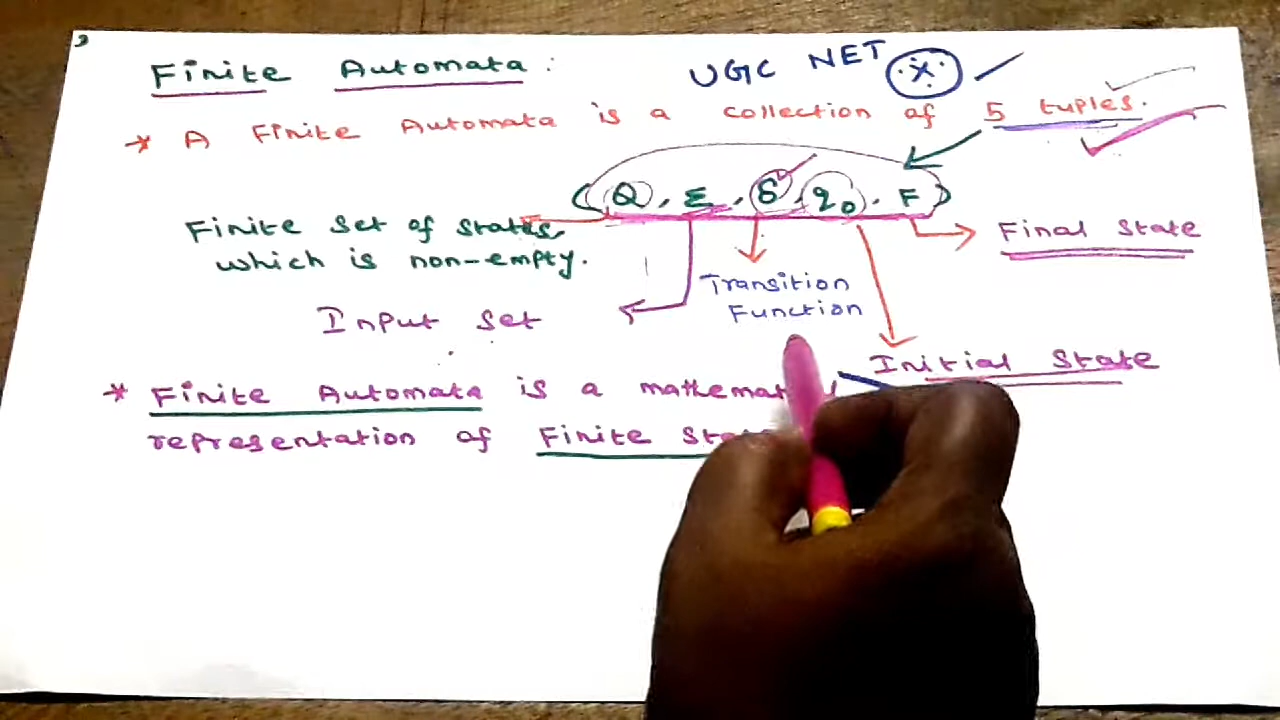 Finite Automata :
UGC NET
* A Finite Automata is a collection of 5 tuples.
(Q, Σ, δ, q0, F)
Finite set of states,
which is non-empty.
Final state
Transition
Function
Input set
Initial State
* Finite Automata is a
representation of Finite